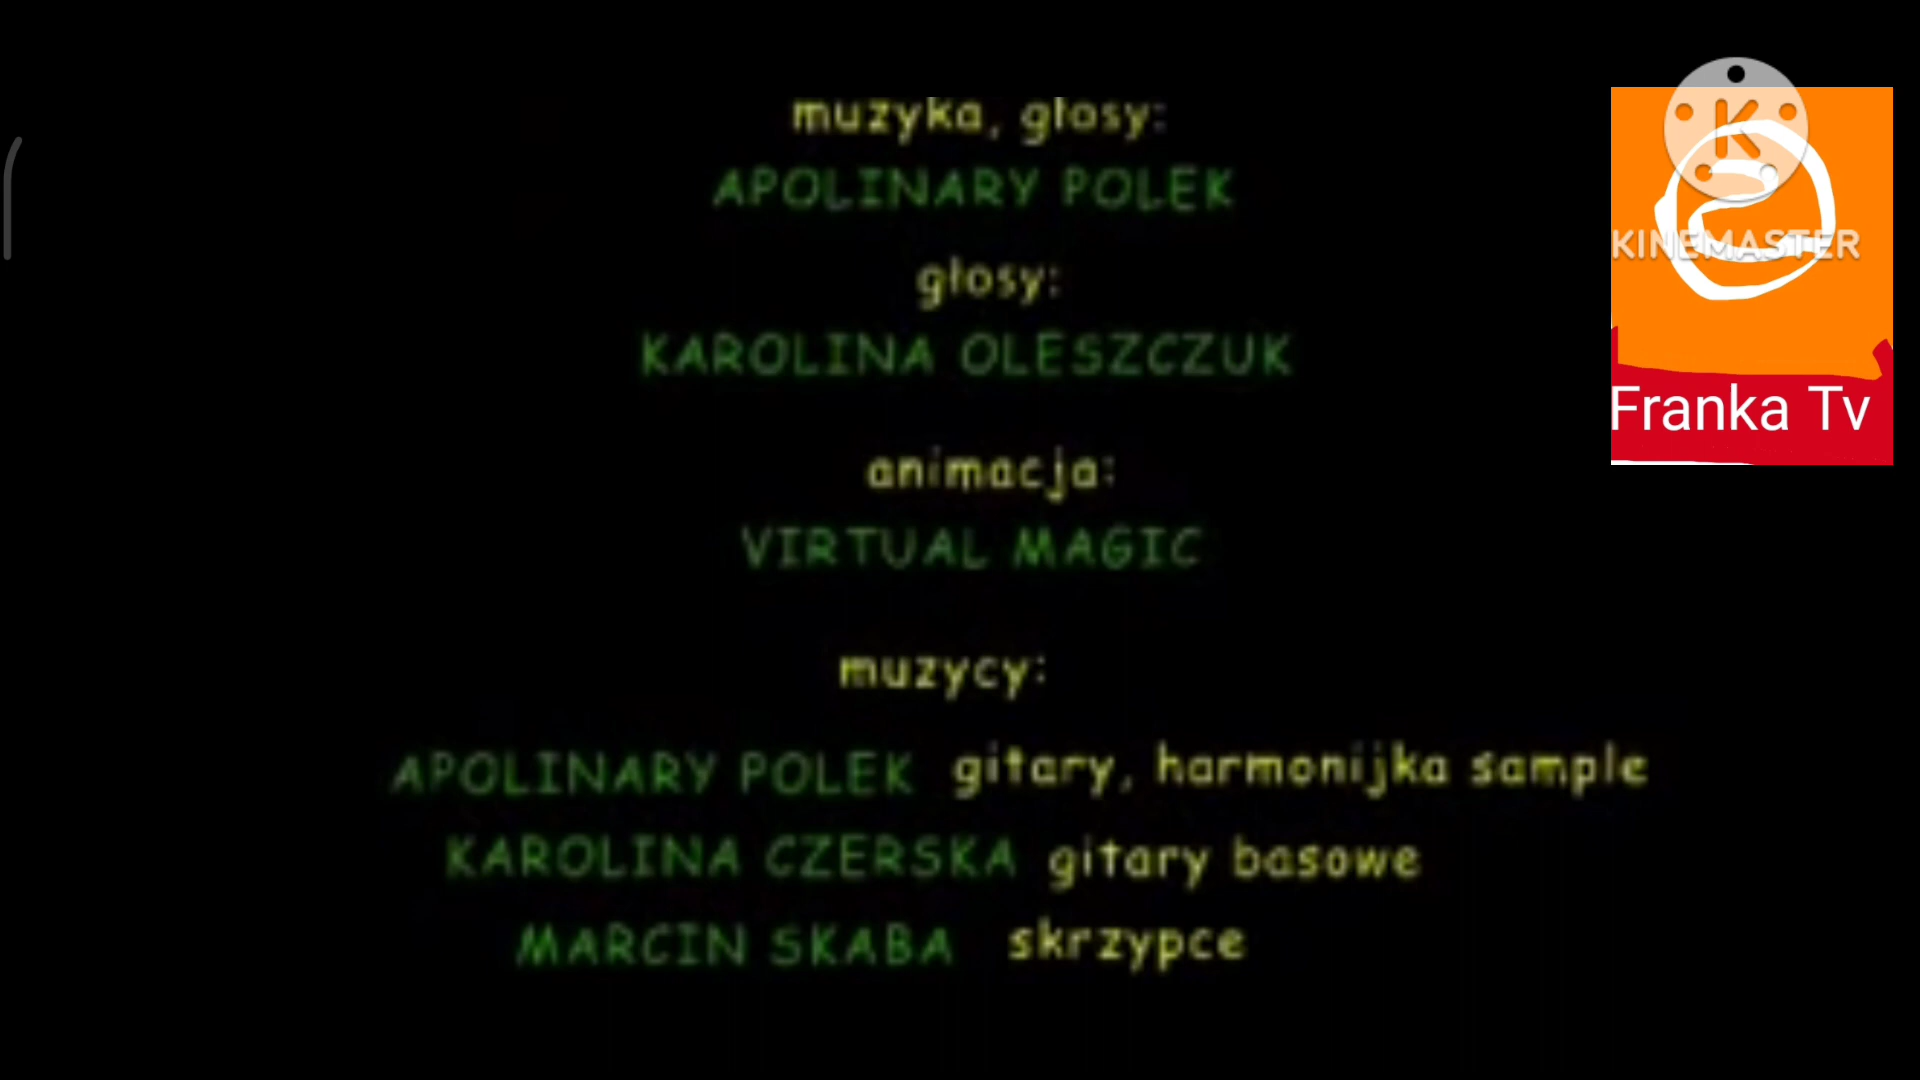 muzyka, głosy:
APOLINARY POLEK
głosy:
KAROLINA OLESZCZUK
animacja:
VIRTUAL MAGIC
muzycy:
APOLINARY POLEK gitary, harmonijka sample
KAROLINA CZERSKA gitary basowe
MARCIN SKABA skrzypce
K
KINEMASTER
Franka Tv